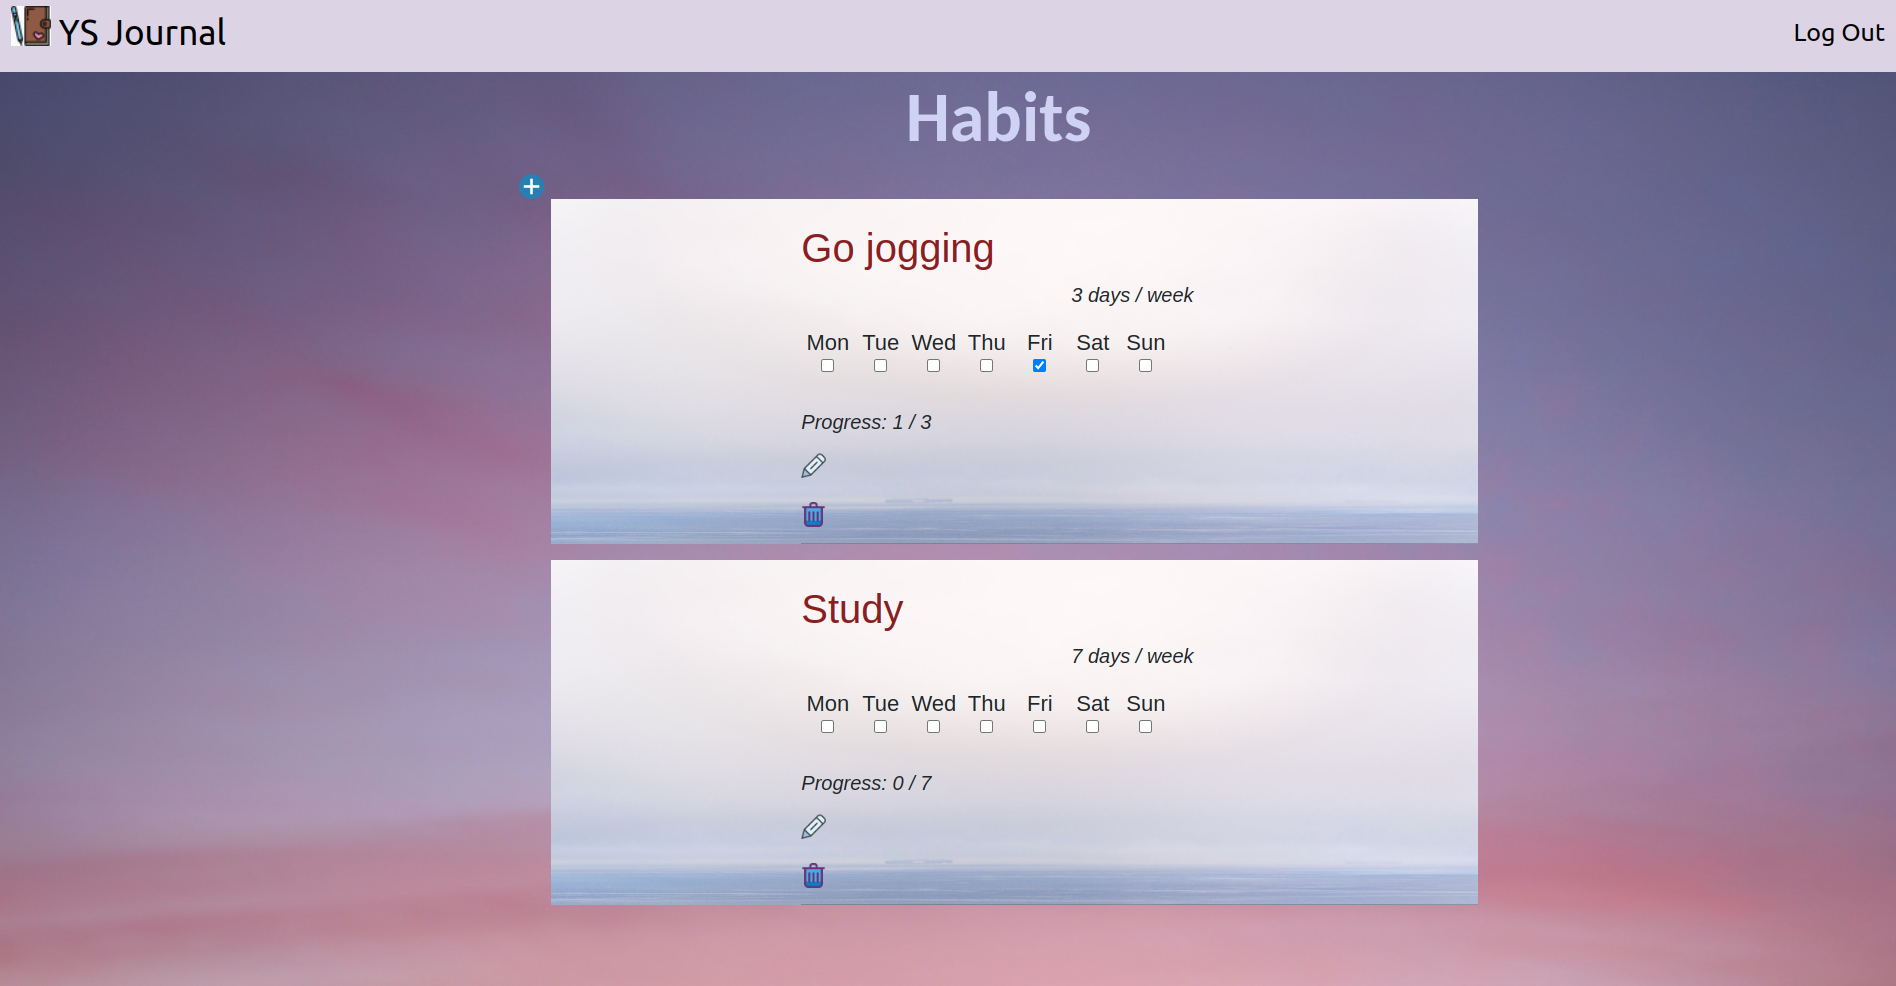 YS Journal
Log Out
Habits
Go jogging
3 days / week
Mon Tue Wed Thu Fri Sat Sun
Progress: 1 / 3
Study
7 days / week
Mon Tue Wed Thu Fri Sat Sun
Progress: 0 / 7